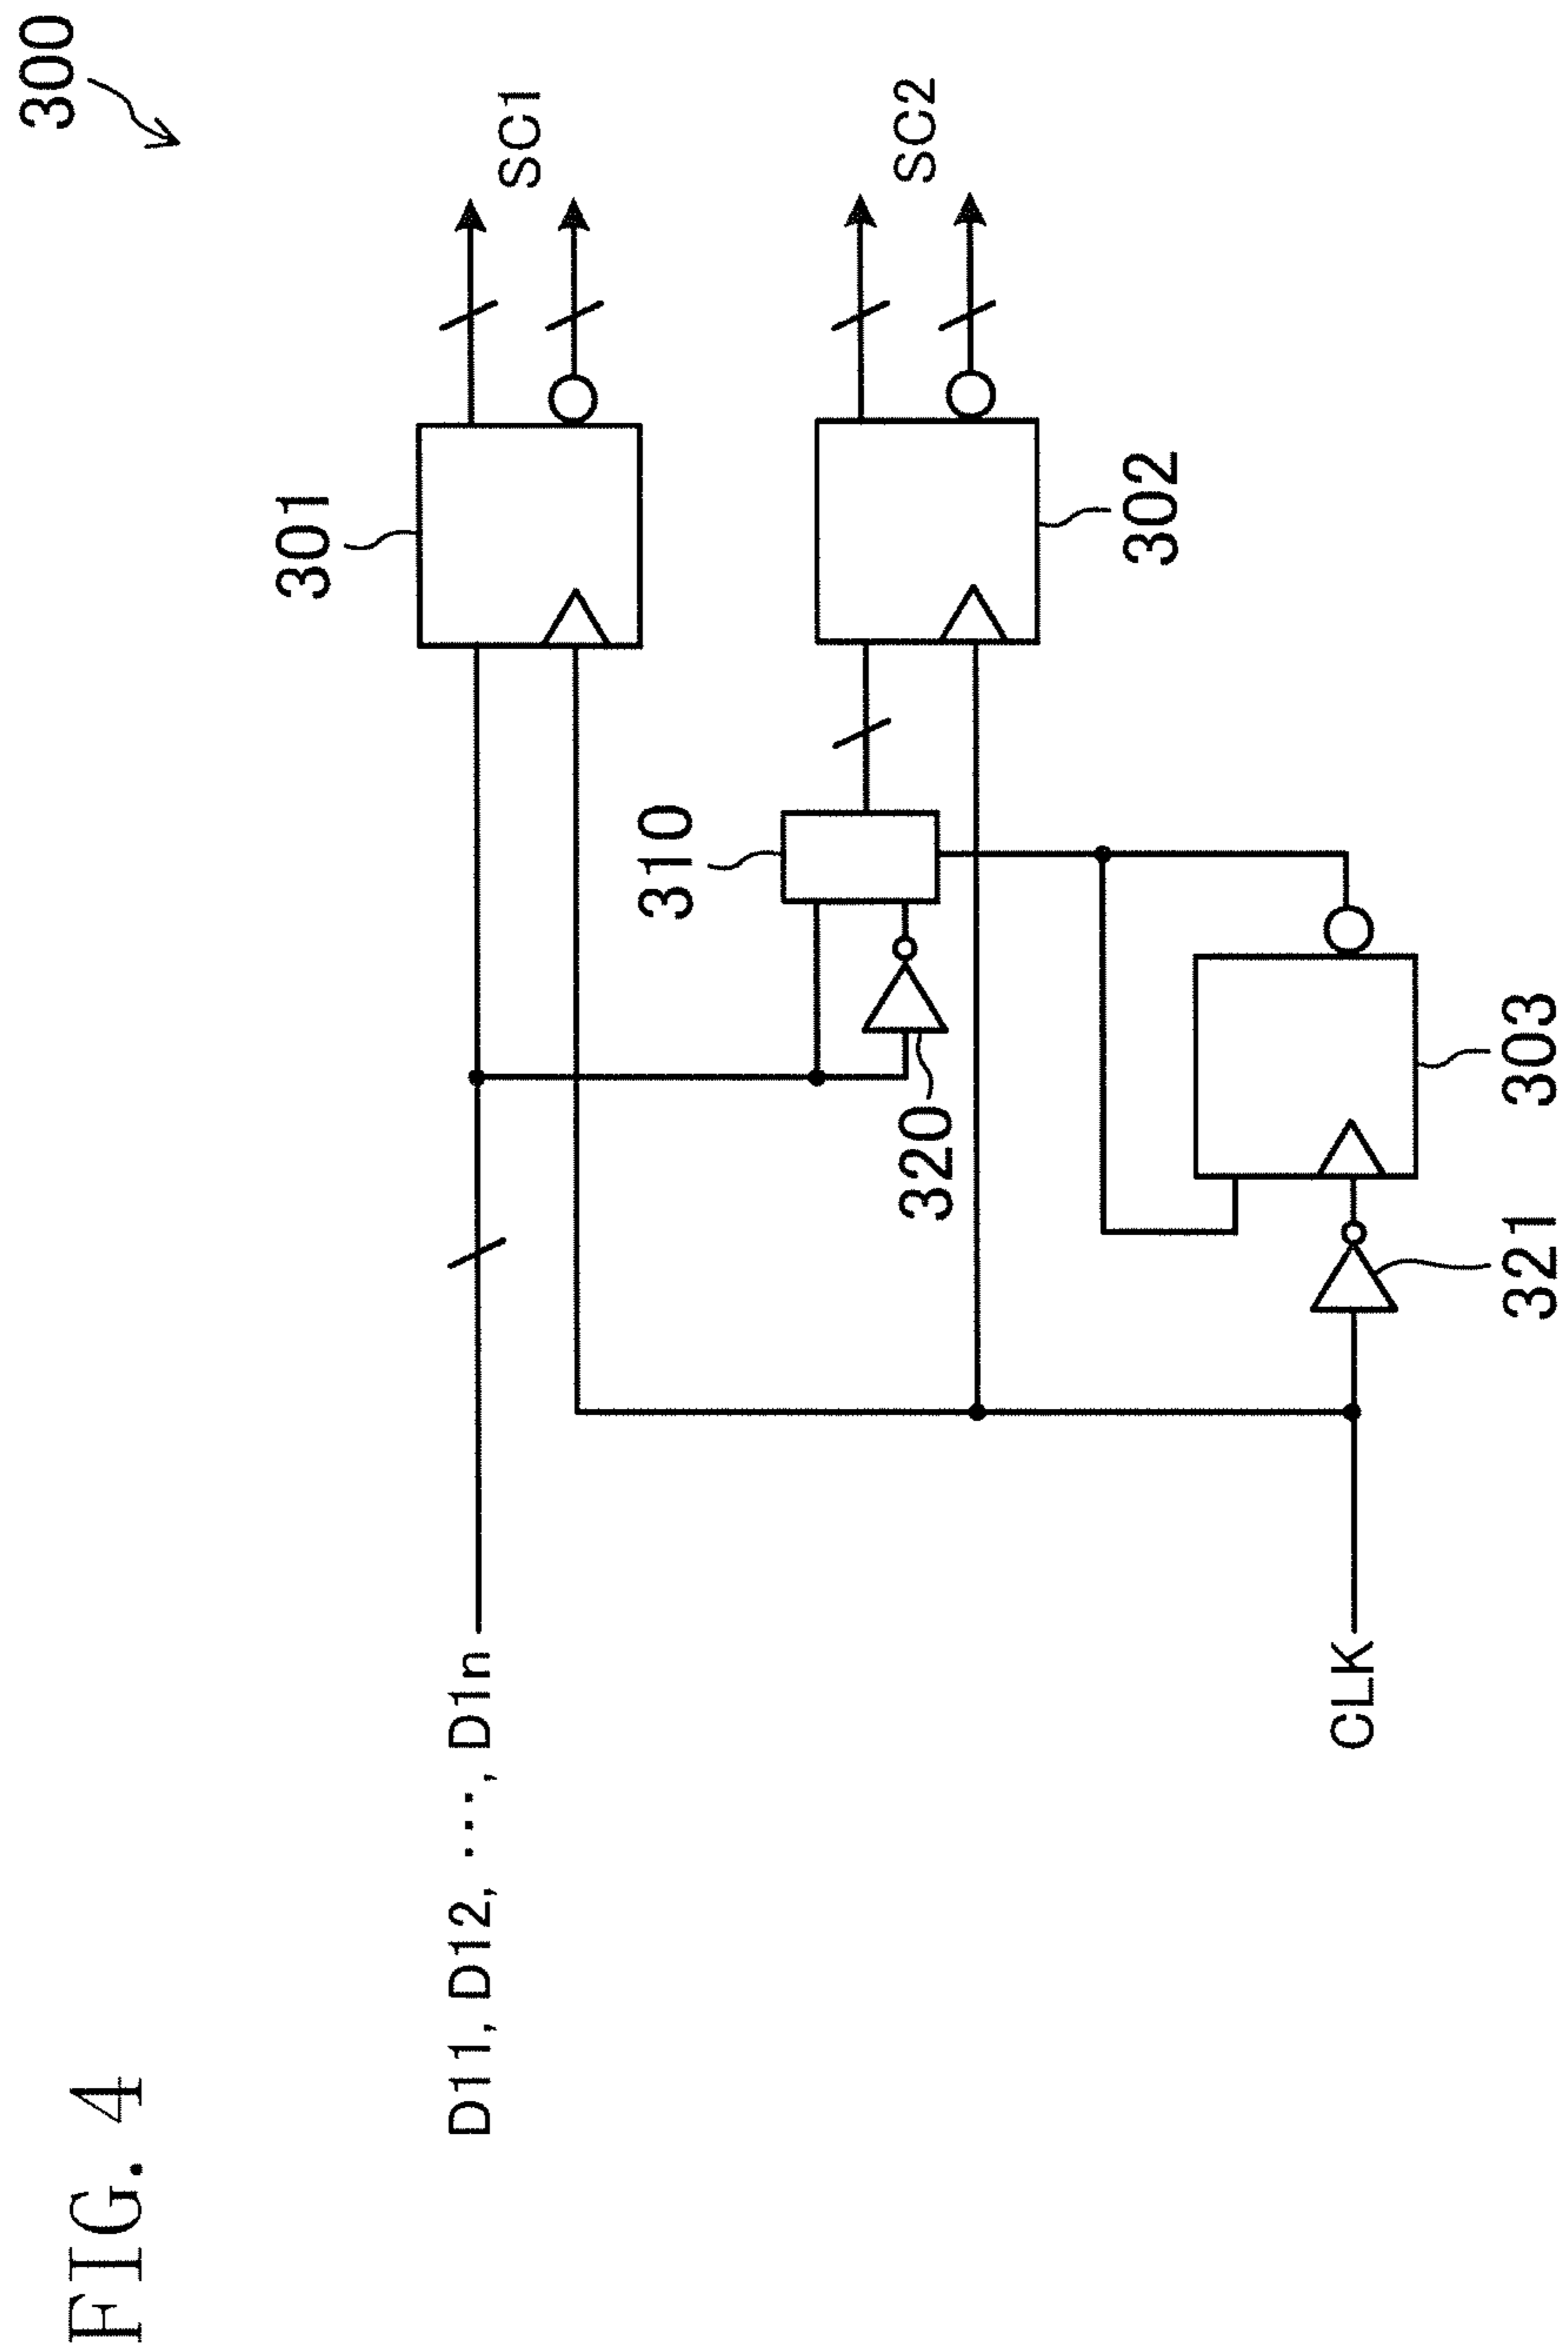 FIG. 4
300
301
SC1
D11, D12, ···, D1n
310
320
302
SC2
303
321
CLK